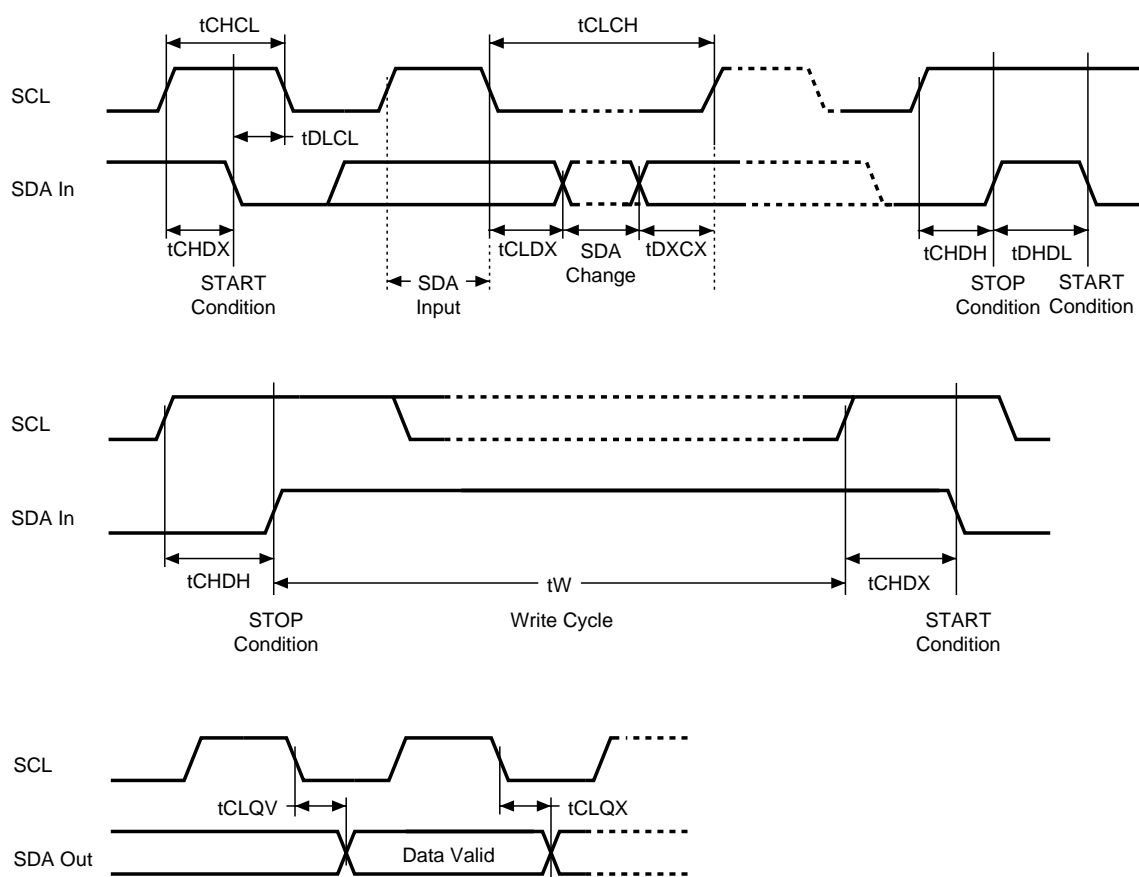 tCHCL
tCLCH
SCL
tDLCL
SDA In
tCHDX
tCLDX
SDA
Change
tDXCX
tCHDH
tDHDL
START
Condition
SDA
Input
STOP
Condition
START
Condition
SCL
SDA In
tCHDH
tW
tCHDX
STOP
Condition
Write Cycle
START
Condition
SCL
tCLQV
tCLQX
SDA Out
Data Valid